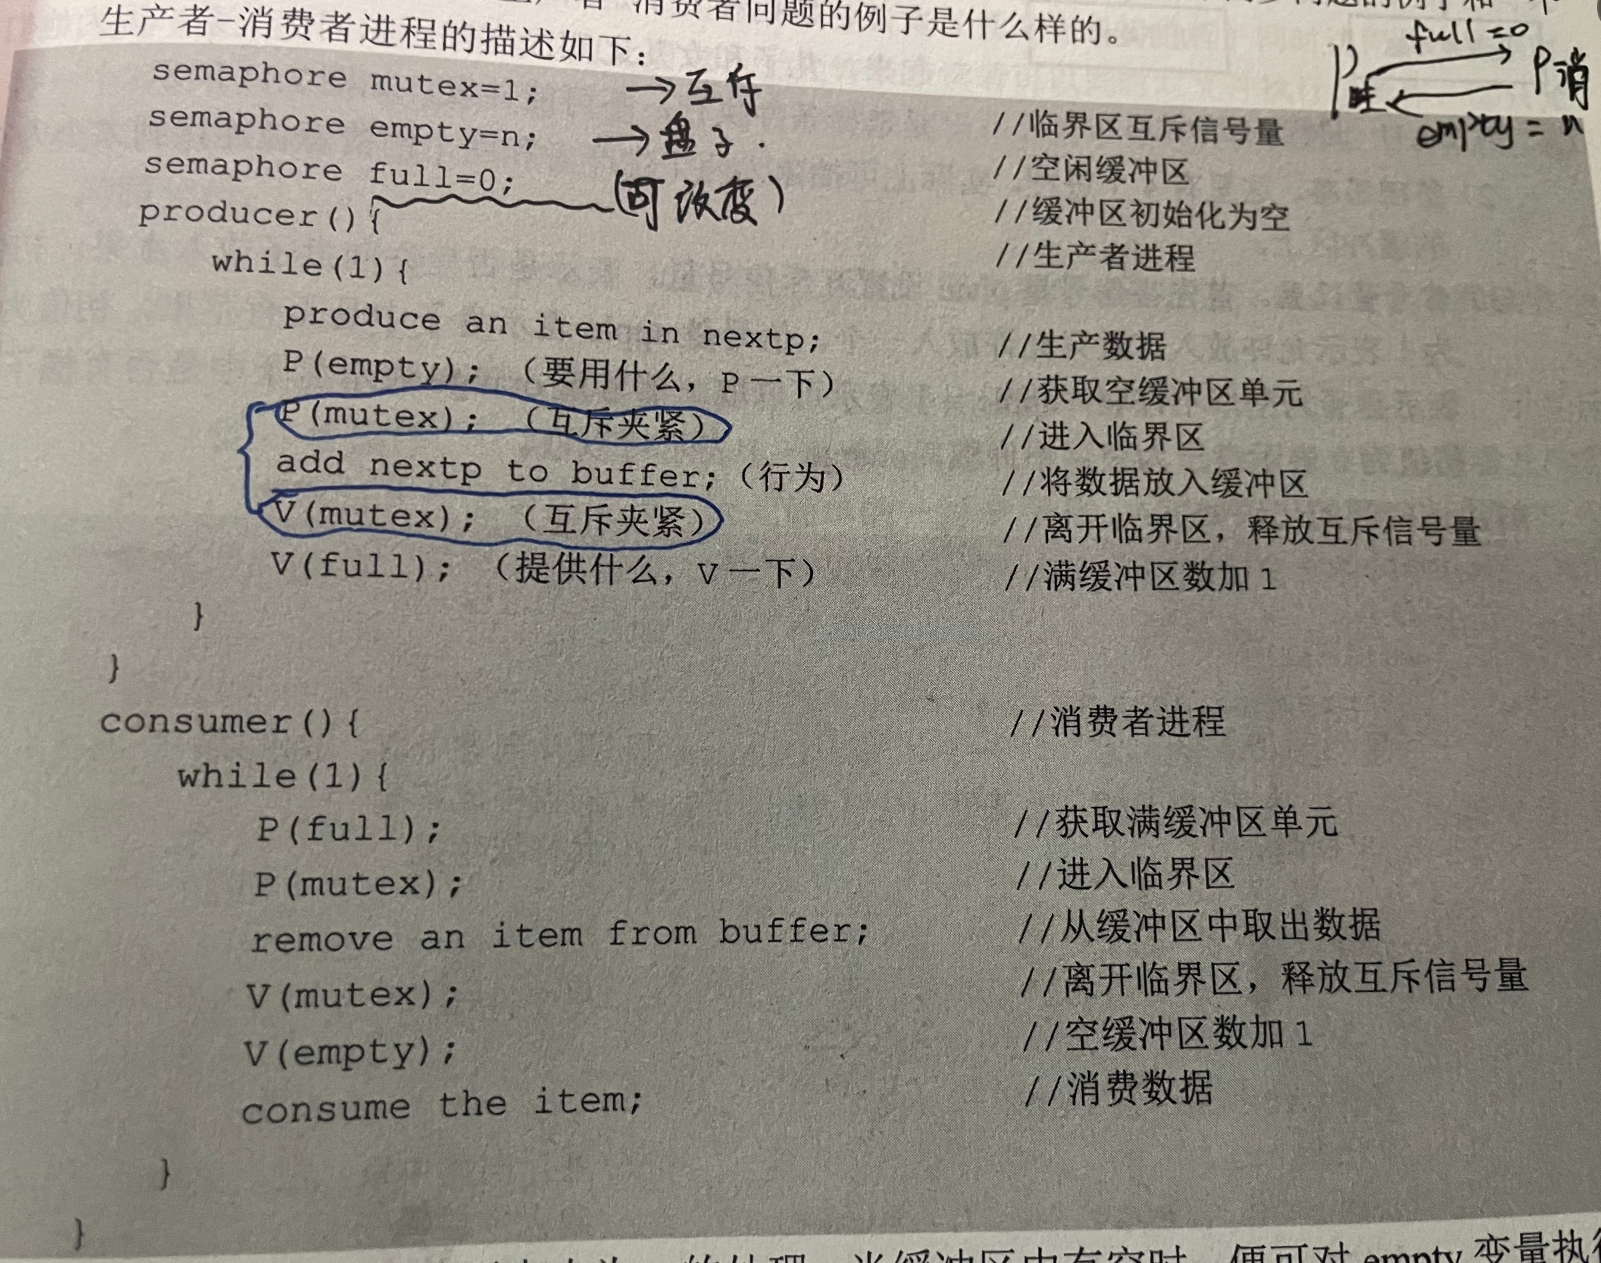 消费者问题的例子是什么样的。
生产者-消费者进程的描述如下:
full=0
P生 P消
empty=n
semaphore mutex=1; →互斥 //临界区互斥信号量
semaphore empty=n; →盘子. //空闲缓冲区
semaphore full=0; (可改变) //缓冲区初始化为空
producer(){ //生产者进程
while(1){
produce an item in nextp; //生产数据
P(empty); (要用什么,P一下) //获取空缓冲区单元
P(mutex); (互斥夹紧) //进入临界区
add nextp to buffer;(行为) //将数据放入缓冲区
V(mutex); (互斥夹紧) //离开临界区,释放互斥信号量
V(full); (提供什么,V一下) //满缓冲区数加1
}
}
consumer(){ //消费者进程
while(1){
P(full); //获取满缓冲区单元
P(mutex); //进入临界区
remove an item from buffer; //从缓冲区中取出数据
V(mutex); //离开临界区,释放互斥信号量
V(empty); //空缓冲区数加1
consume the item; //消费数据
}
}
当缓冲区中有空时,便可对 empty 变量执行